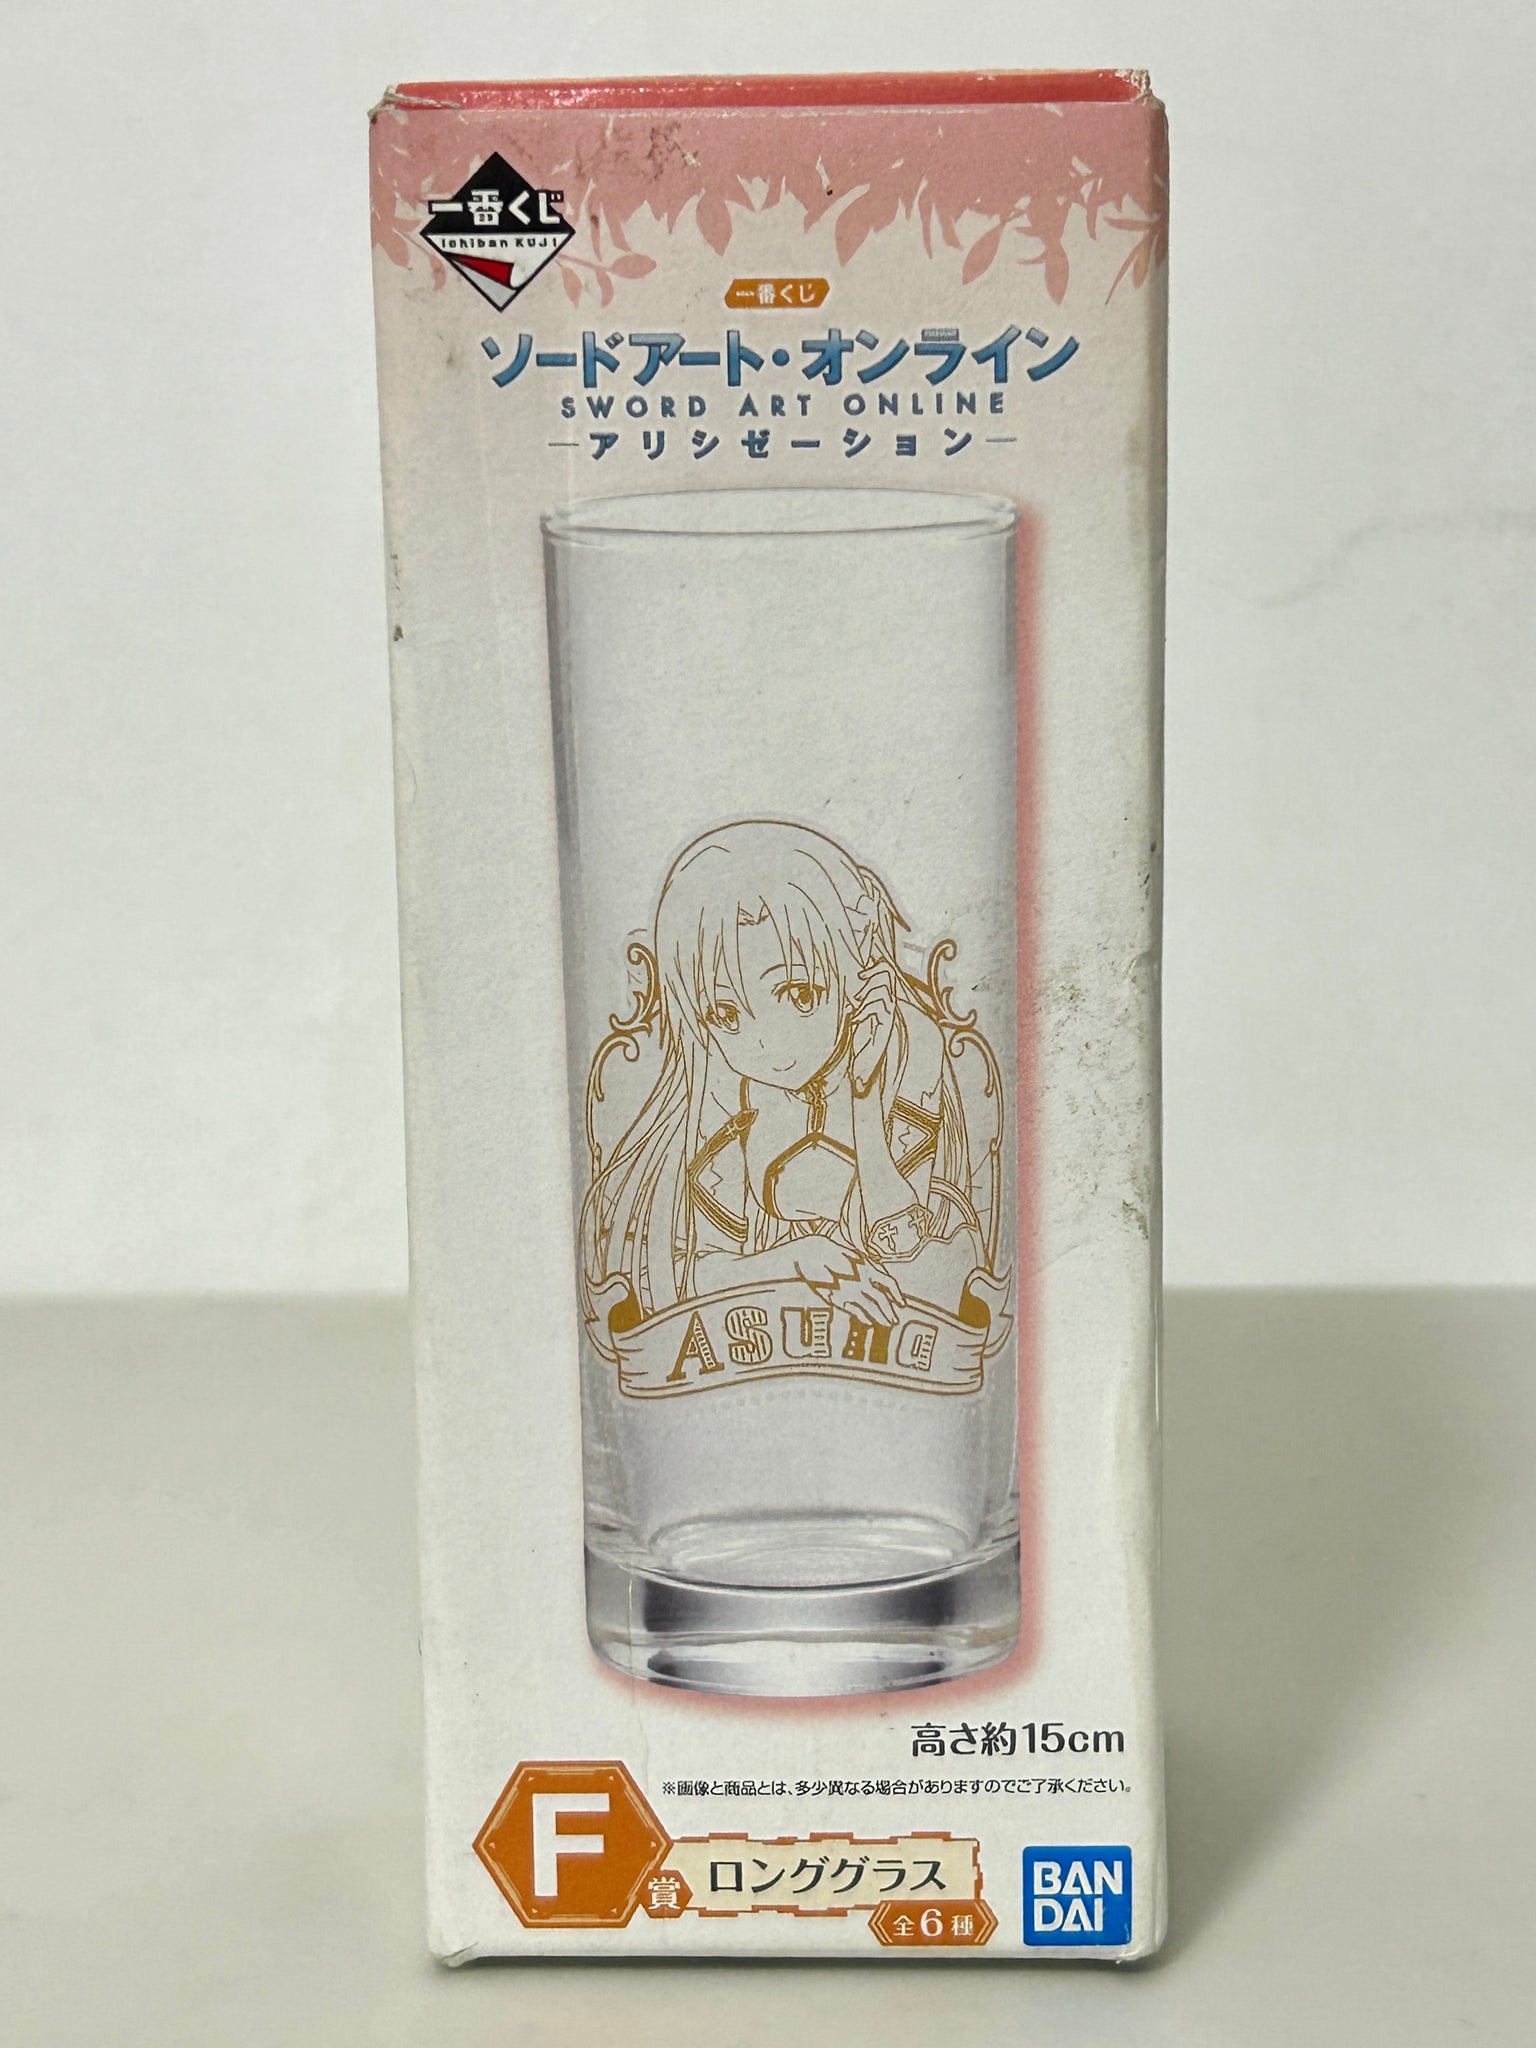 一番くじ
Ichiban KUJI
一番くじ
ソードアート・オンライン
SWORD ART ONLINE
―アリシゼーション―
ASuna
高さ約15cm
※画像と商品とは、多少異なる場合がありますのでご了承ください。
F賞
ロンググラス
全6種
BAN
DAI